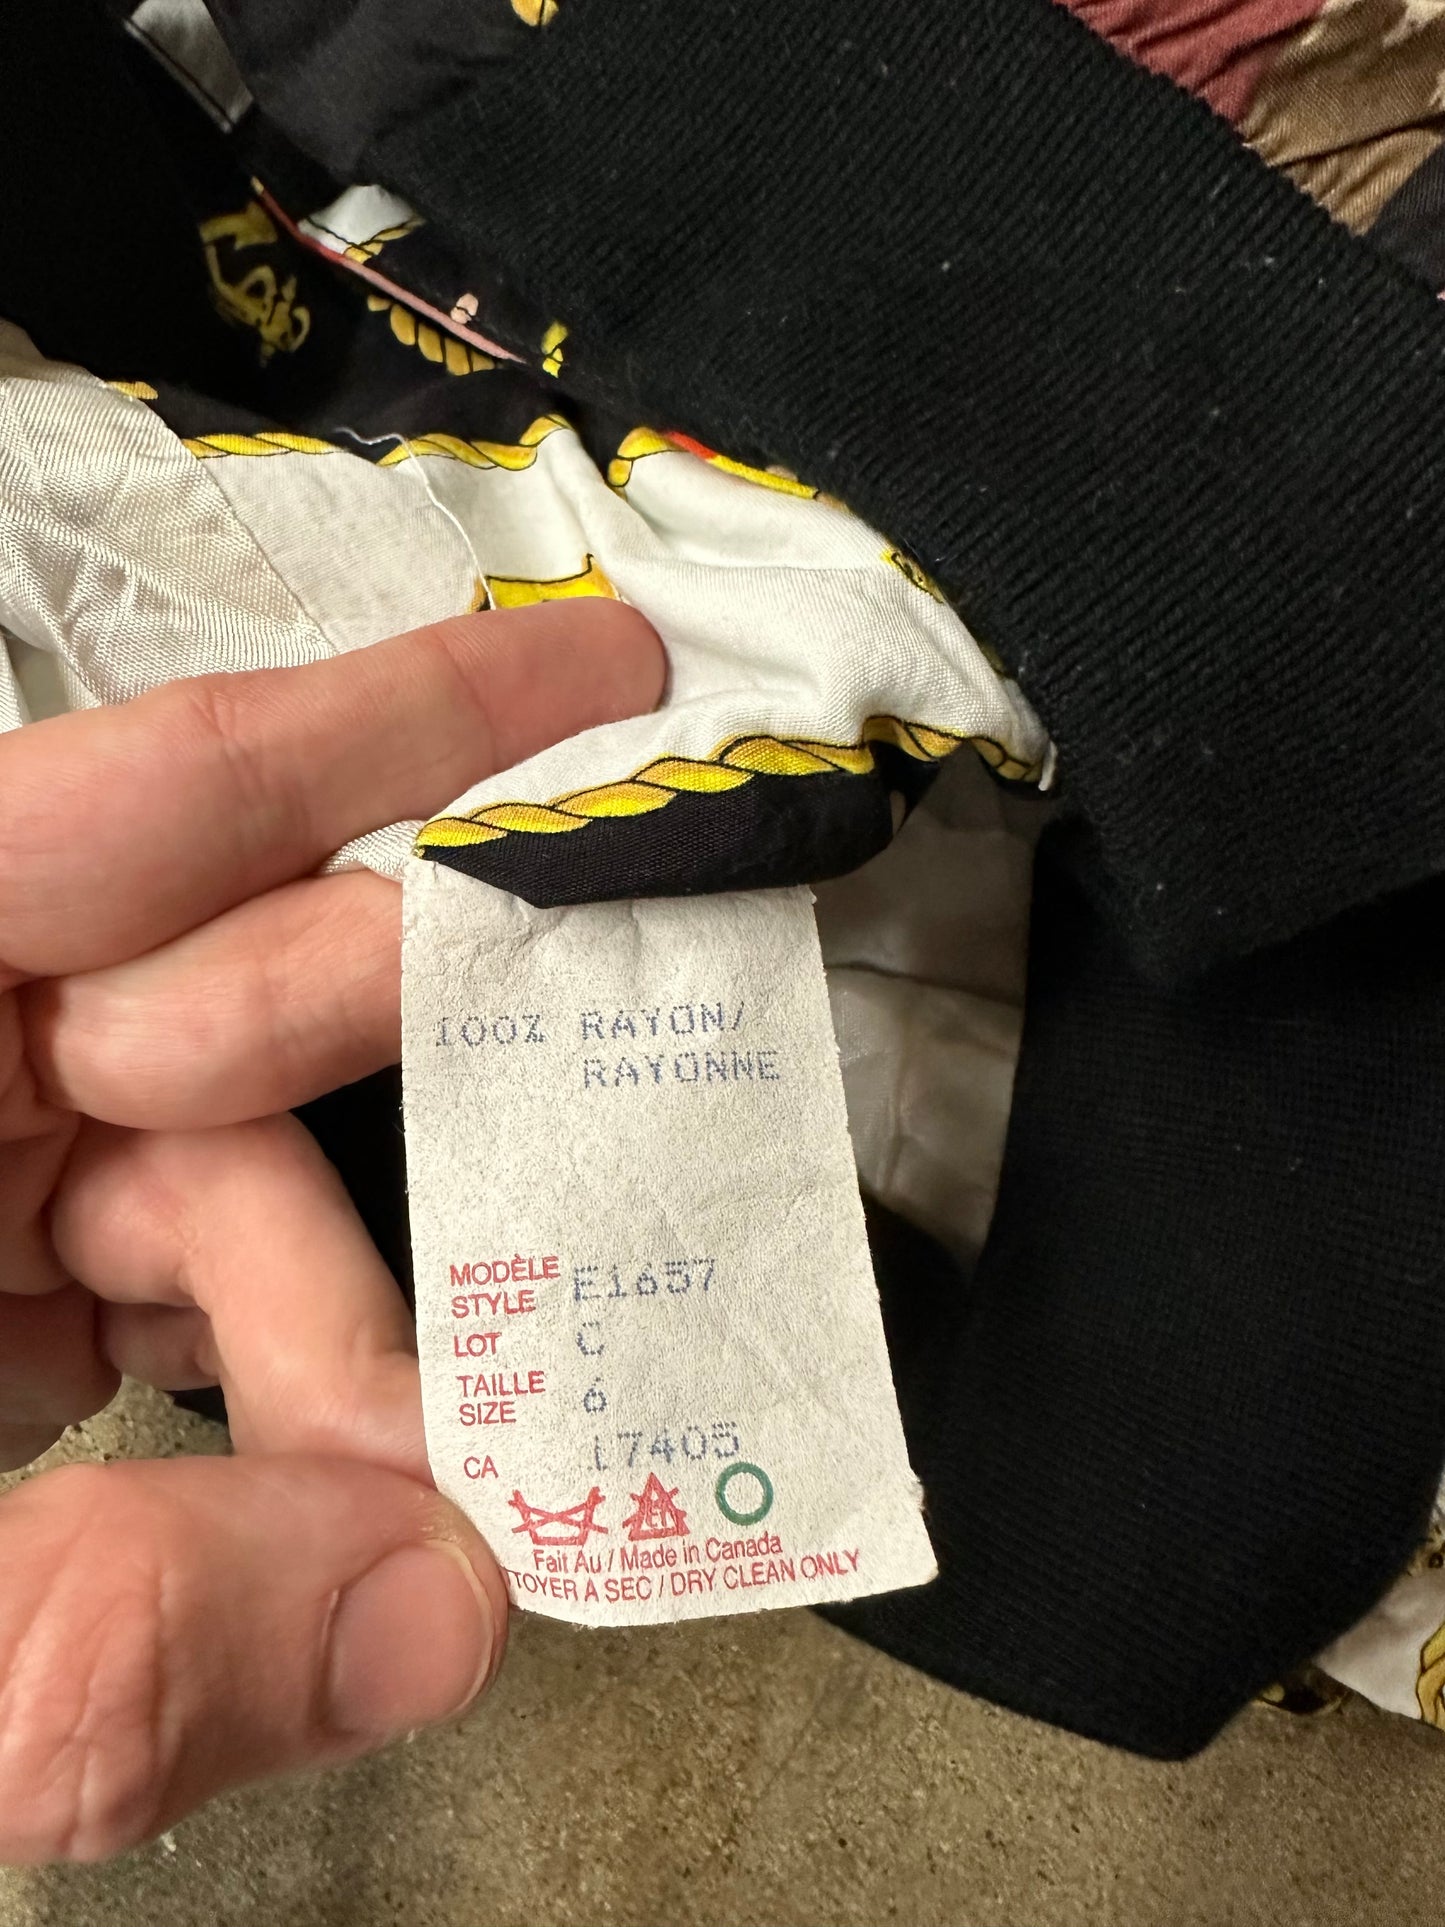 100% RAYON/
RAYONNE
MODÈLE
STYLE E1657
LOT C
TAILLE
SIZE 6
CA 17405
Fait Au / Made in Canada
TOYER A SEC / DRY CLEAN ONLY